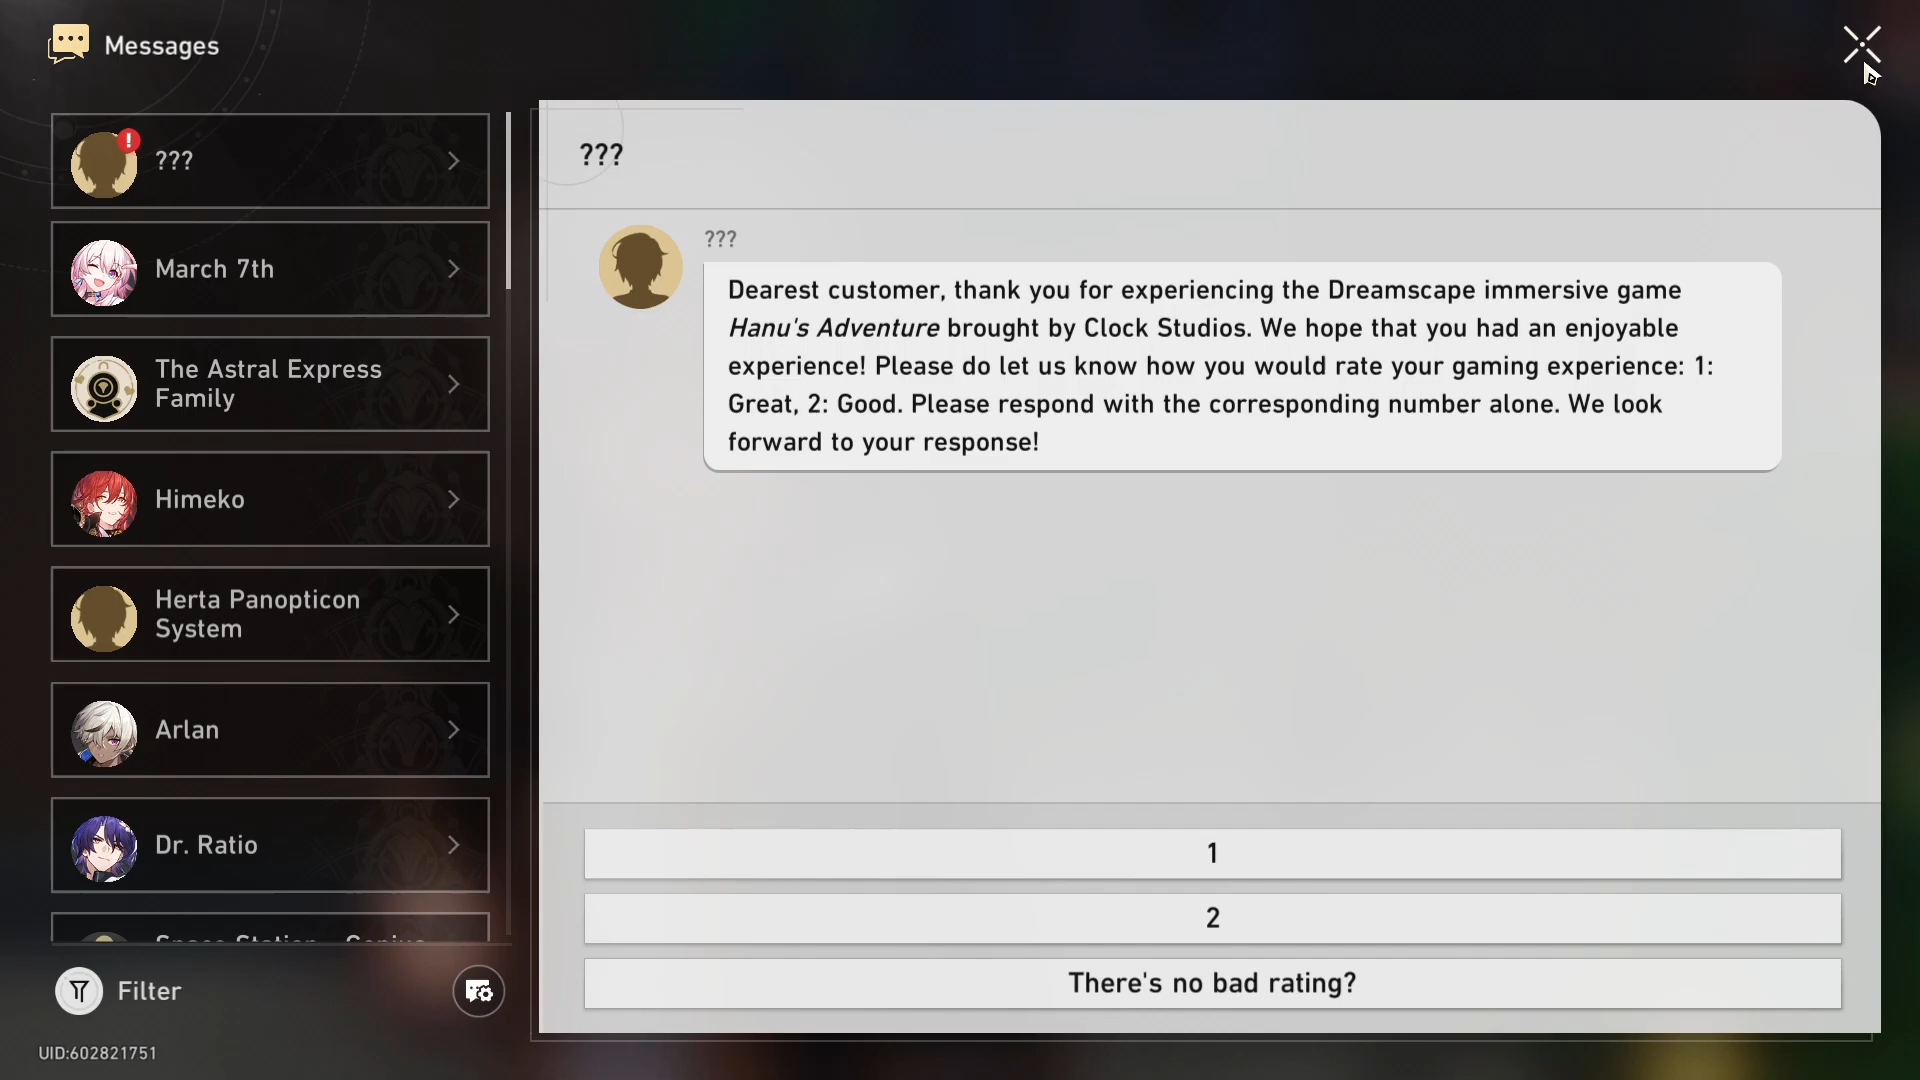 Messages
!
???
March 7th
The Astral Express
Family
Himeko
Herta Panopticon
System
Arlan
Dr. Ratio
Space Station
Filter
UID:602821751
???
???
Dearest customer, thank you for experiencing the Dreamscape immersive game
Hanu's Adventure brought by Clock Studios. We hope that you had an enjoyable
experience! Please do let us know how you would rate your gaming experience: 1:
Great, 2: Good. Please respond with the corresponding number alone. We look
forward to your response!
1
2
There's no bad rating?